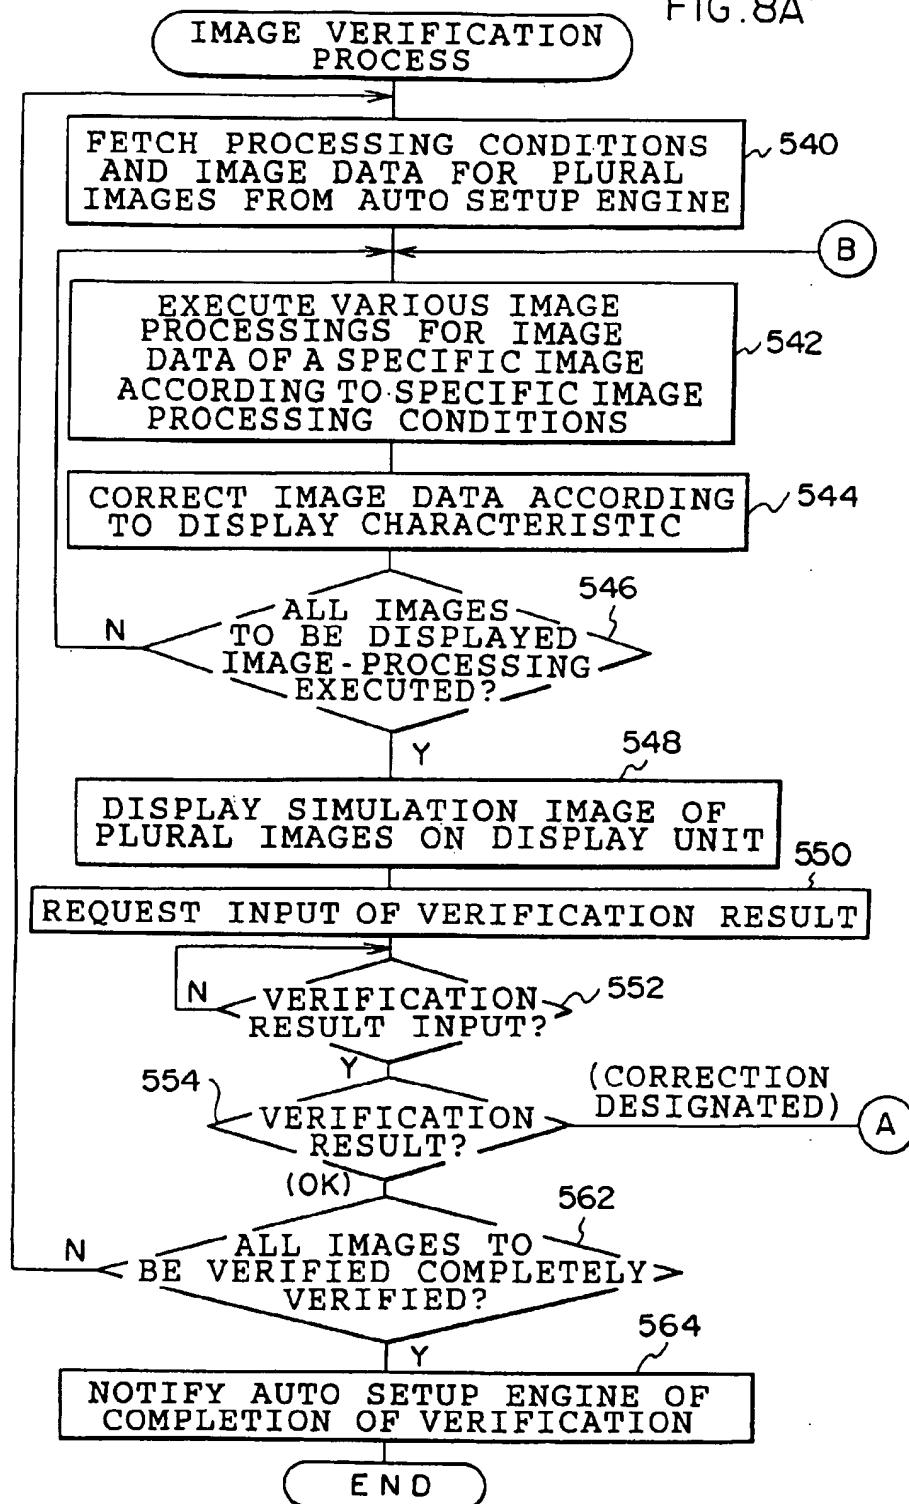 FIG.8A
IMAGE VERIFICATION
PROCESS
FETCH PROCESSING CONDITIONS
AND IMAGE DATA FOR PLURAL
IMAGES FROM AUTO SETUP ENGINE
540
B
EXECUTE VARIOUS IMAGE
PROCESSINGS FOR IMAGE
DATA OF A SPECIFIC IMAGE
ACCORDING TO SPECIFIC IMAGE
PROCESSING CONDITIONS
542
CORRECT IMAGE DATA ACCORDING
TO DISPLAY CHARACTERISTIC
544
546
ALL IMAGES
TO BE DISPLAYED
IMAGE-PROCESSING
EXECUTED?
N
Y
548
DISPLAY SIMULATION IMAGE OF
PLURAL IMAGES ON DISPLAY UNIT
550
REQUEST INPUT OF VERIFICATION RESULT
N
VERIFICATION
RESULT INPUT?
552
Y
554
VERIFICATION
RESULT?
(CORRECTION
DESIGNATED)
A
(OK)
562
N
ALL IMAGES TO
BE VERIFIED COMPLETELY
VERIFIED?
Y
564
NOTIFY AUTO SETUP ENGINE OF
COMPLETION OF VERIFICATION
END